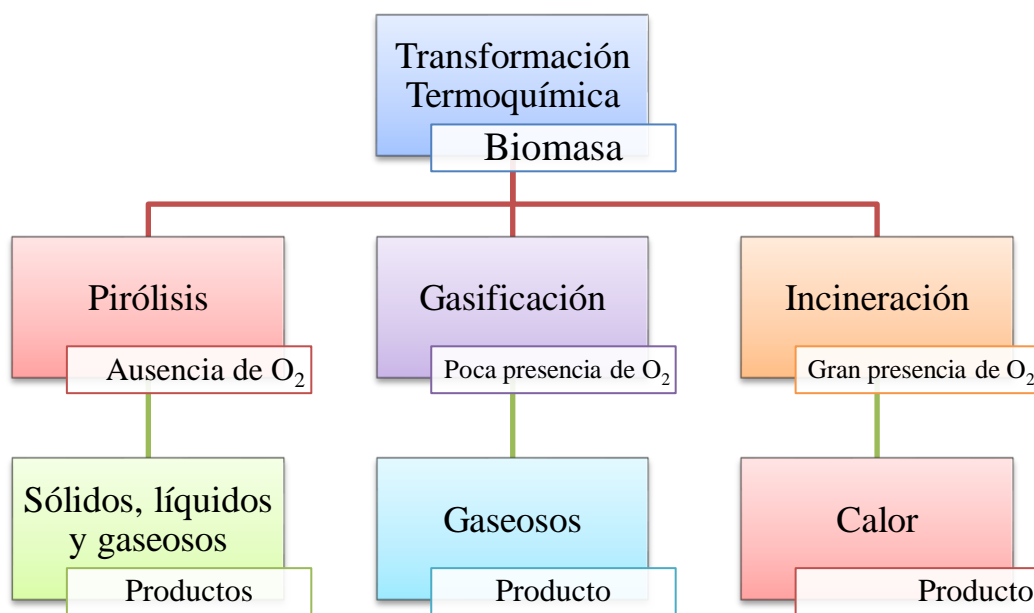 Transformación
Termoquímica
Biomasa
Pirólisis
Ausencia de O₂
Gasificación
Poca presencia de O₂
Incineración
Gran presencia de O₂
Sólidos, líquidos
y gaseosos
Productos
Gaseosos
Producto
Calor
Producto